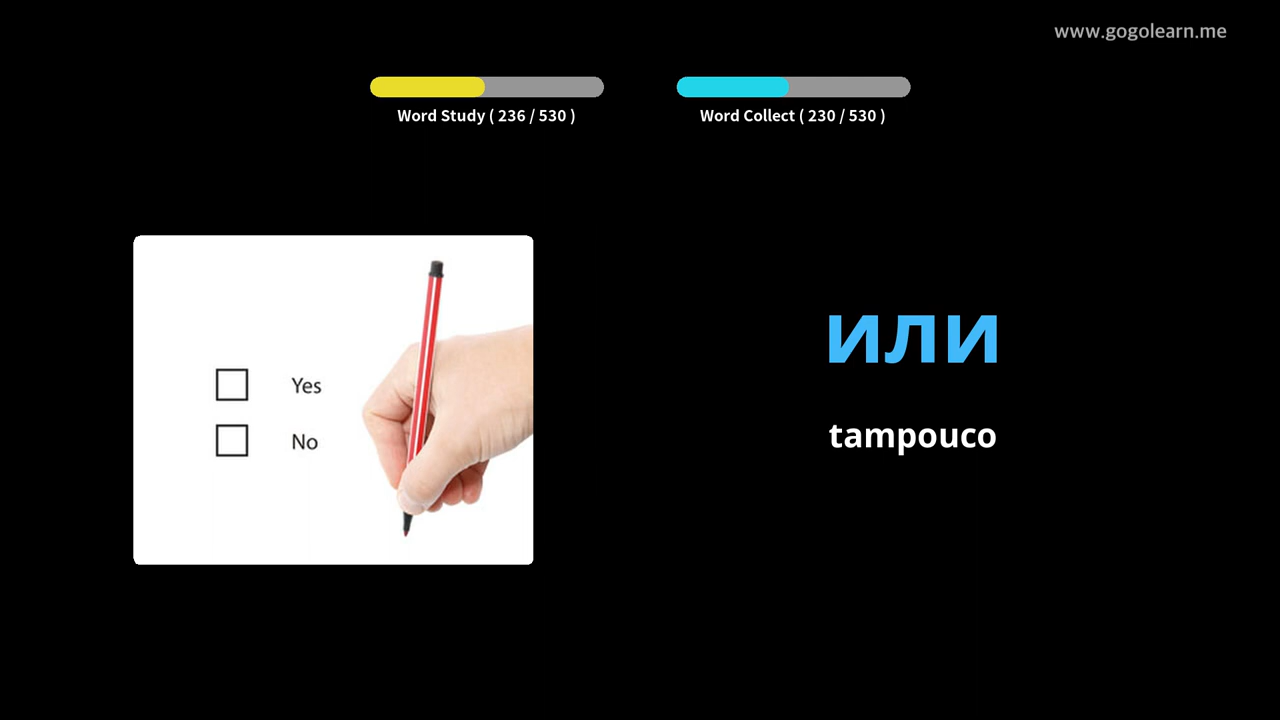 www.gogolearn.me
Word Study ( 236 / 530 )
Word Collect ( 230 / 530 )
Yes
No
или
tampouco